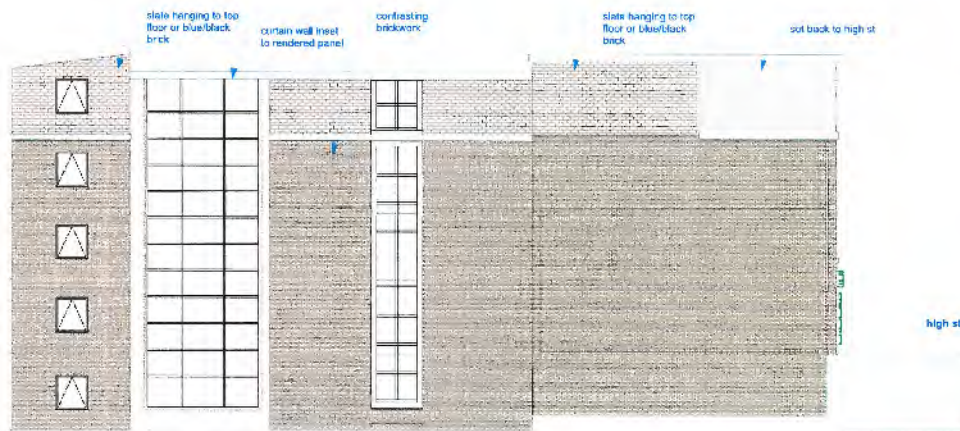 slate hanging to top
floor or blue/black
brick
curtain wall inset
to rendered panel
contrasting
brickwork
slate hanging to top
floor or blue/black
brick
set back to high st
high st